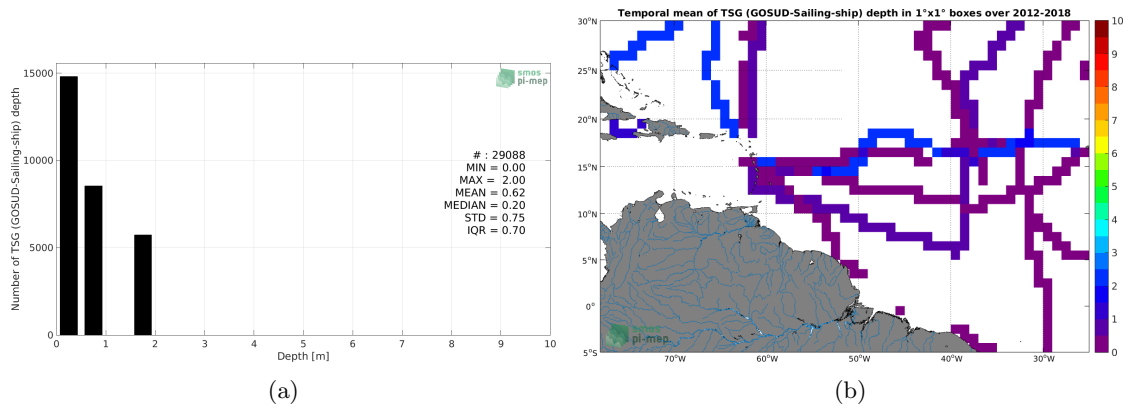 15000
10000
5000
0
Number of TSG (GOSUD-Sailing-ship) depth
smos
pi-mep
# : 29088
MIN = 0.00
MAX = 2.00
MEAN = 0.62
MEDIAN = 0.20
STD = 0.75
IQR = 0.70
0 1 2 3 4 5 6 7 8 9 10
Depth [m]
(a)
Temporal mean of TSG (GOSUD-Sailing-ship) depth in 1°x1° boxes over 2012-2018
30°N
25°N
20°N
15°N
10°N
5°N
0°
5°S
smos
pi-mep
70°W 60°W 50°W 40°W 30°W
10
9
8
7
6
5
4
3
2
1
0
(b)